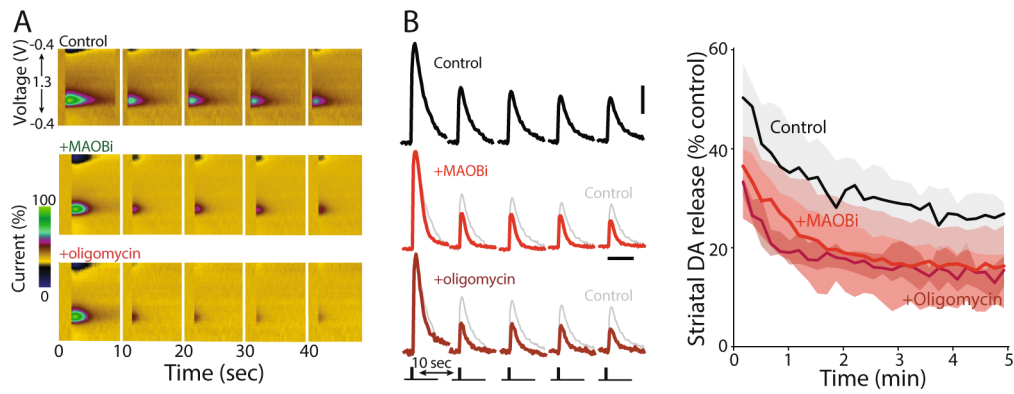 A
Control
Voltage (V)
-0.4
1.3
-0.4
+MAOBi
Current (%)
100
0
+oligomycin
0 10 20 30 40
Time (sec)
B
Control
+MAOBi
Control
+oligomycin
Control
10 sec
Striatal DA release (% control)
60
40
20
0
Control
+MAOBi
+Oligomycin
0 1 2 3 4 5
Time (min)